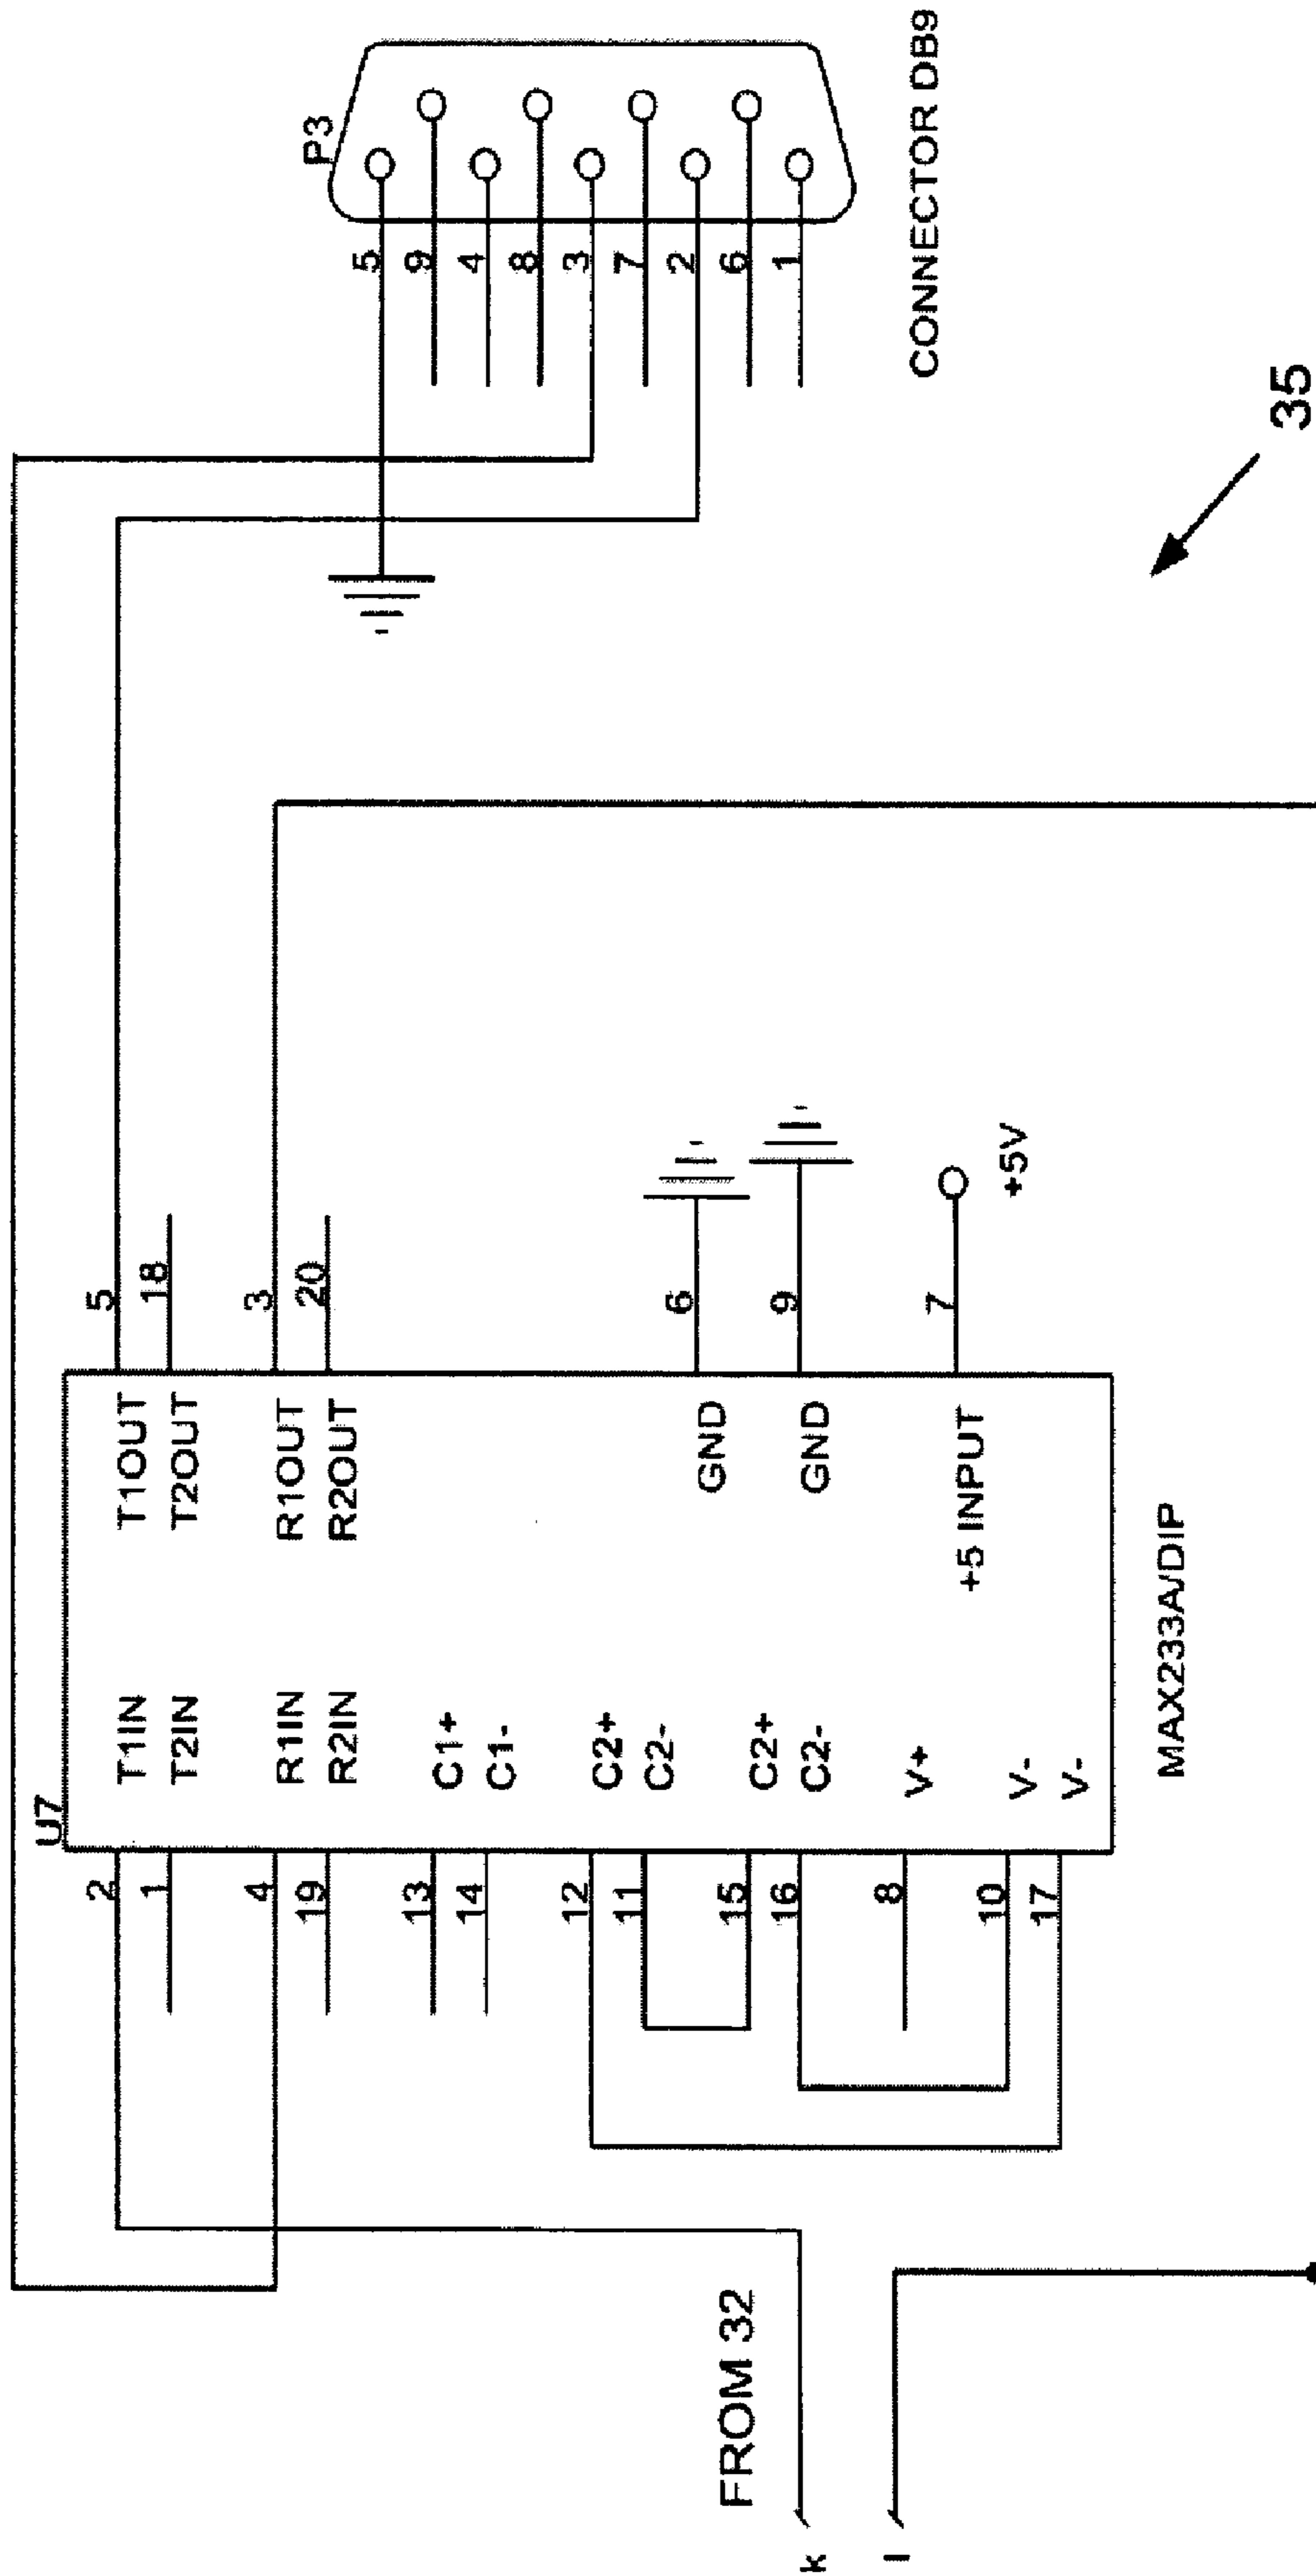 U7
2
T1IN
T1OUT
5
1
T2IN
T2OUT
18
4
R1IN
R1OUT
3
19
R2IN
R2OUT
20
13
C1+
14
C1-
12
C2+
11
C2-
15
C2+
GND
6
16
C2-
GND
9
8
V+
+5 INPUT
7
+5V
10
V-
17
V-
MAX233A/DIP
P3
5
9
4
8
3
7
2
6
1
CONNECTOR DB9
FROM 32
k
l
35